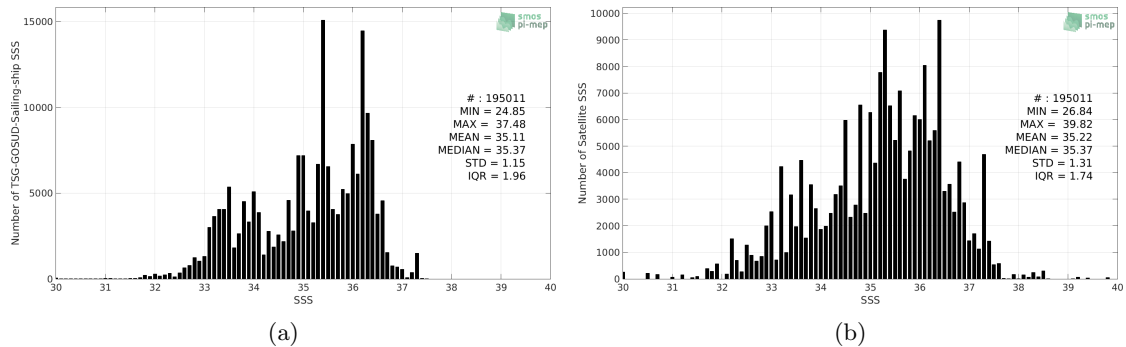 Number of TSG-GOSUD-Sailing-ship SSS
15000
10000
5000
0
30 31 32 33 34 35 36 37 38 39 40
SSS
smos
pi-mep
# : 195011
MIN = 24.85
MAX = 37.48
MEAN = 35.11
MEDIAN = 35.37
STD = 1.15
IQR = 1.96
(a)
Number of Satellite SSS
10000
9000
8000
7000
6000
5000
4000
3000
2000
1000
0
30 31 32 33 34 35 36 37 38 39 40
SSS
smos
pi-mep
# : 195011
MIN = 26.84
MAX = 39.82
MEAN = 35.22
MEDIAN = 35.37
STD = 1.31
IQR = 1.74
(b)